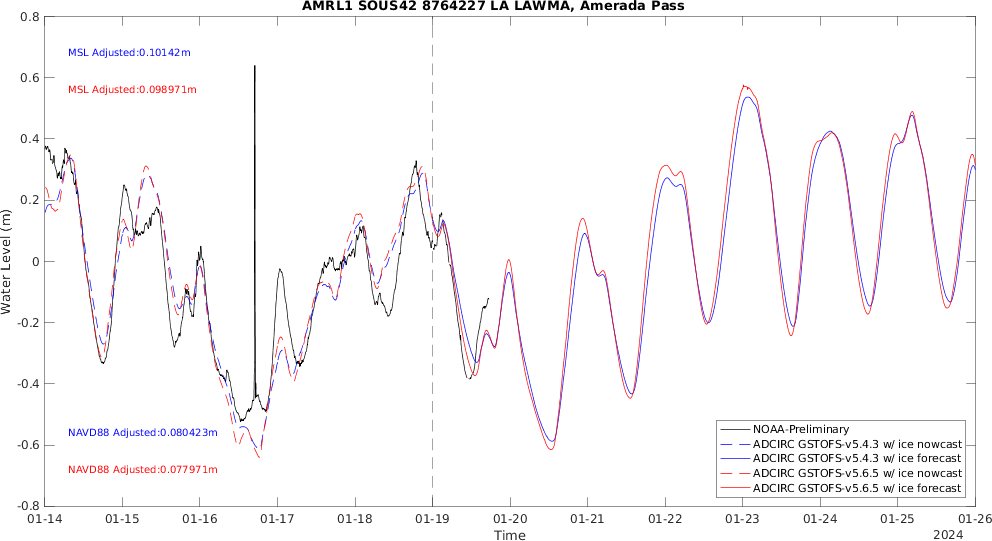 AMRL1 SOUS42 8764227 LA LAWMA, Amerada Pass
0.8
0.6
0.4
0.2
0
-0.2
-0.4
-0.6
-0.8
Water Level (m)
MSL Adjusted:0.10142m
MSL Adjusted:0.098971m
NAVD88 Adjusted:0.080423m
NAVD88 Adjusted:0.077971m
NOAA-Preliminary
ADCIRC GSTOFS-v5.4.3 w/ ice nowcast
ADCIRC GSTOFS-v5.4.3 w/ ice forecast
ADCIRC GSTOFS-v5.6.5 w/ ice nowcast
ADCIRC GSTOFS-v5.6.5 w/ ice forecast
01-14 01-15 01-16 01-17 01-18 01-19 01-20 01-21 01-22 01-23 01-24 01-25 01-26
Time
2024